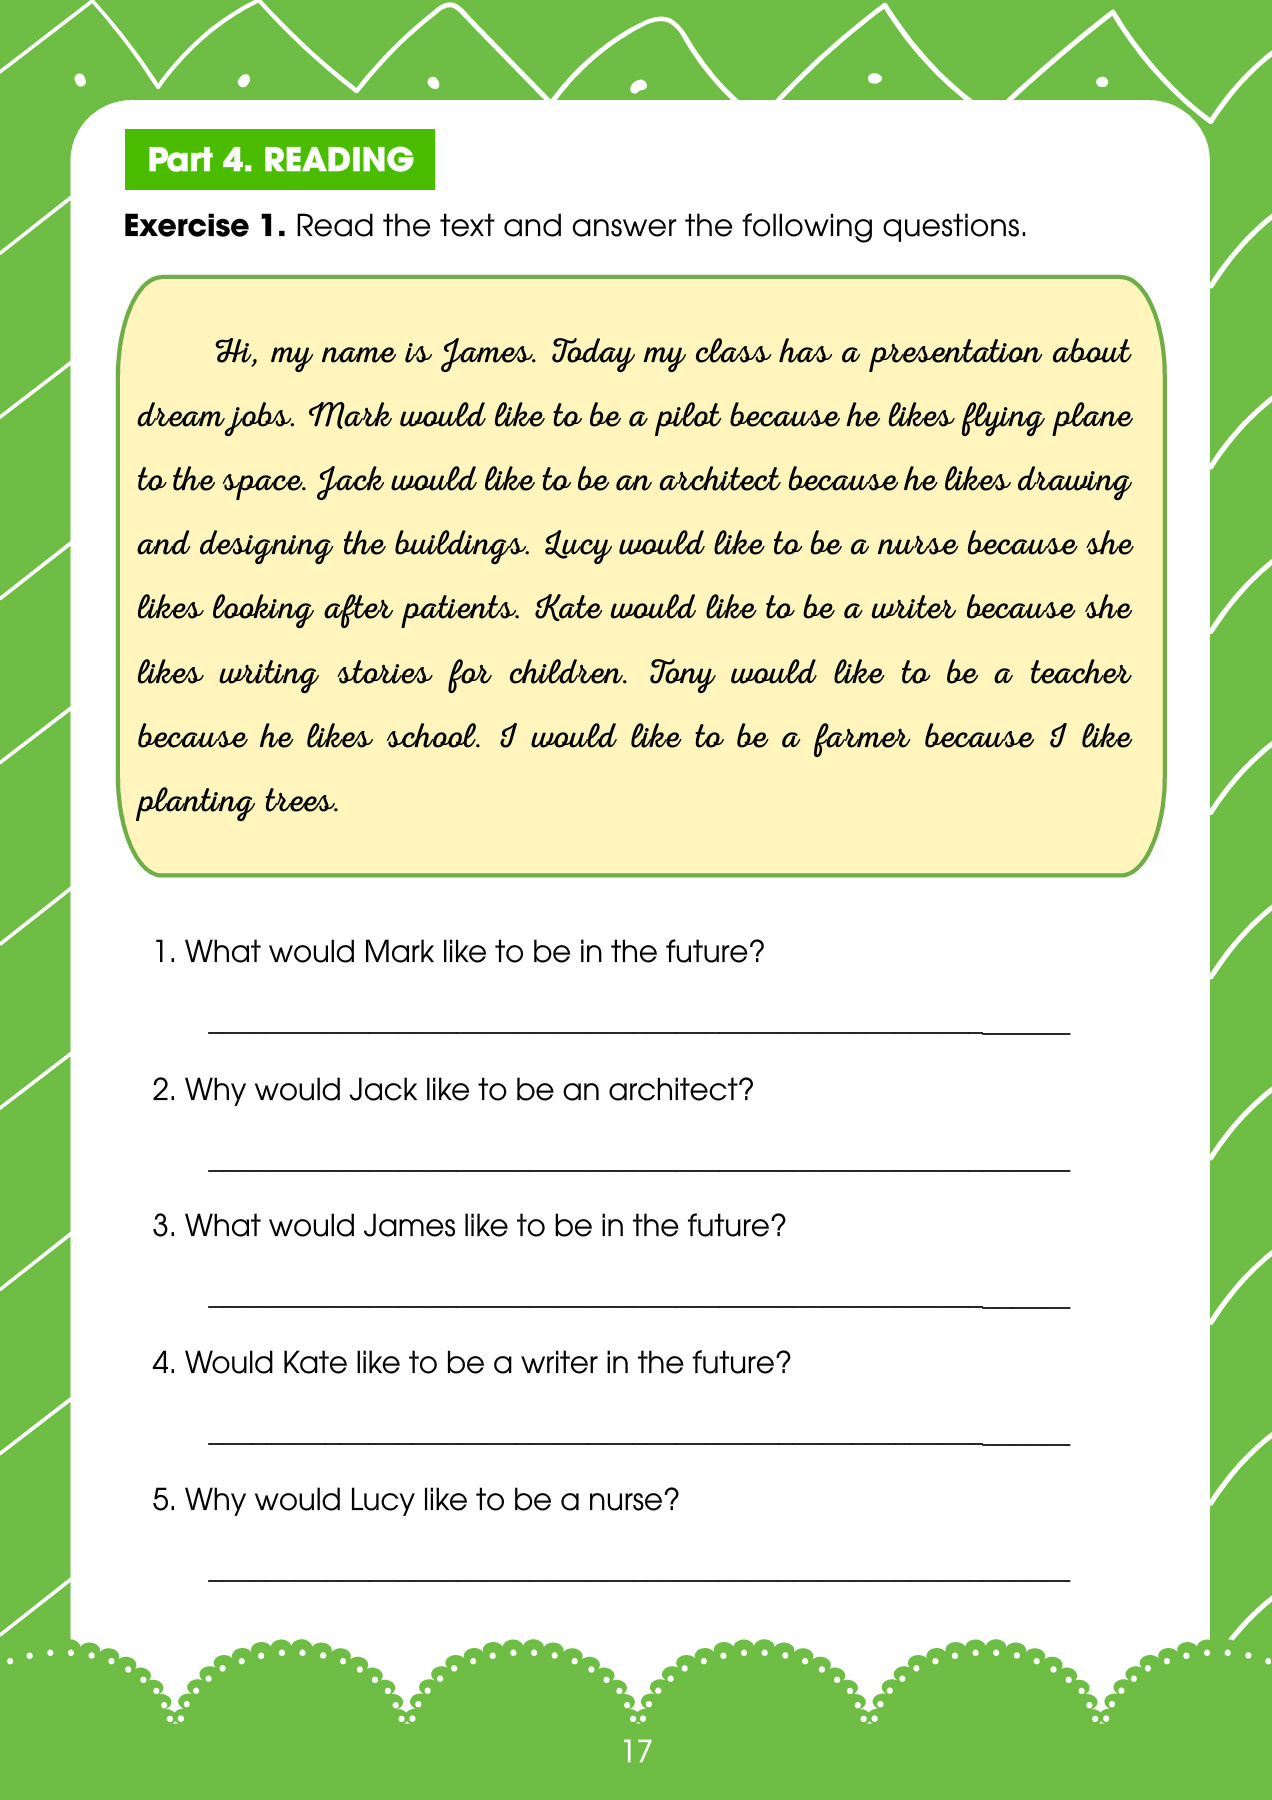 Part 4. READING
Exercise 1. Read the text and answer the following questions.
Hi, my name is James. Today my class has a presentation about
dream jobs. Mark would like to be a pilot because he likes flying plane
to the space. Jack would like to be an architect because he likes drawing
and designing the buildings. Lucy would like to be a nurse because she
likes looking after patients. Kate would like to be a writer because she
likes writing stories for children. Tony would like to be a teacher
because he likes school. I would like to be a farmer because I like
planting trees.
1. What would Mark like to be in the future?
2. Why would Jack like to be an architect?
3. What would James like to be in the future?
4. Would Kate like to be a writer in the future?
5. Why would Lucy like to be a nurse?
17